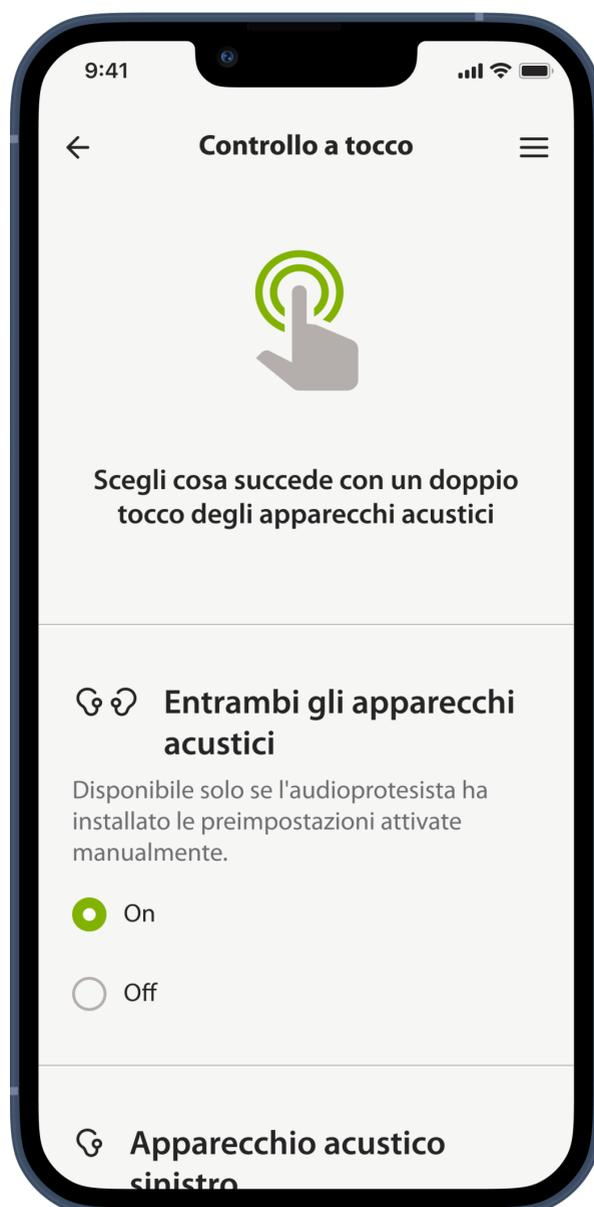 9:41
Controllo a tocco
Scegli cosa succede con un doppio
tocco degli apparecchi acustici
Entrambi gli apparecchi
acustici
Disponibile solo se l'audioprotesista ha
installato le preimpostazioni attivate
manualmente.
On
Off
Apparecchio acustico
sinistro